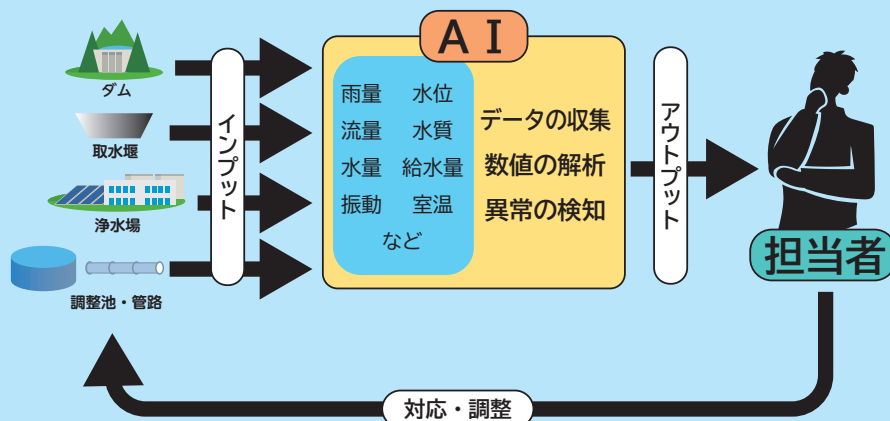 ダム
取水堰
浄水場
調整池・管路
インプット
AI
雨量 水位
流量 水質
水量 給水量
振動 室温
など
データの収集
数値の解析
異常の検知
アウトプット
担当者
対応・調整